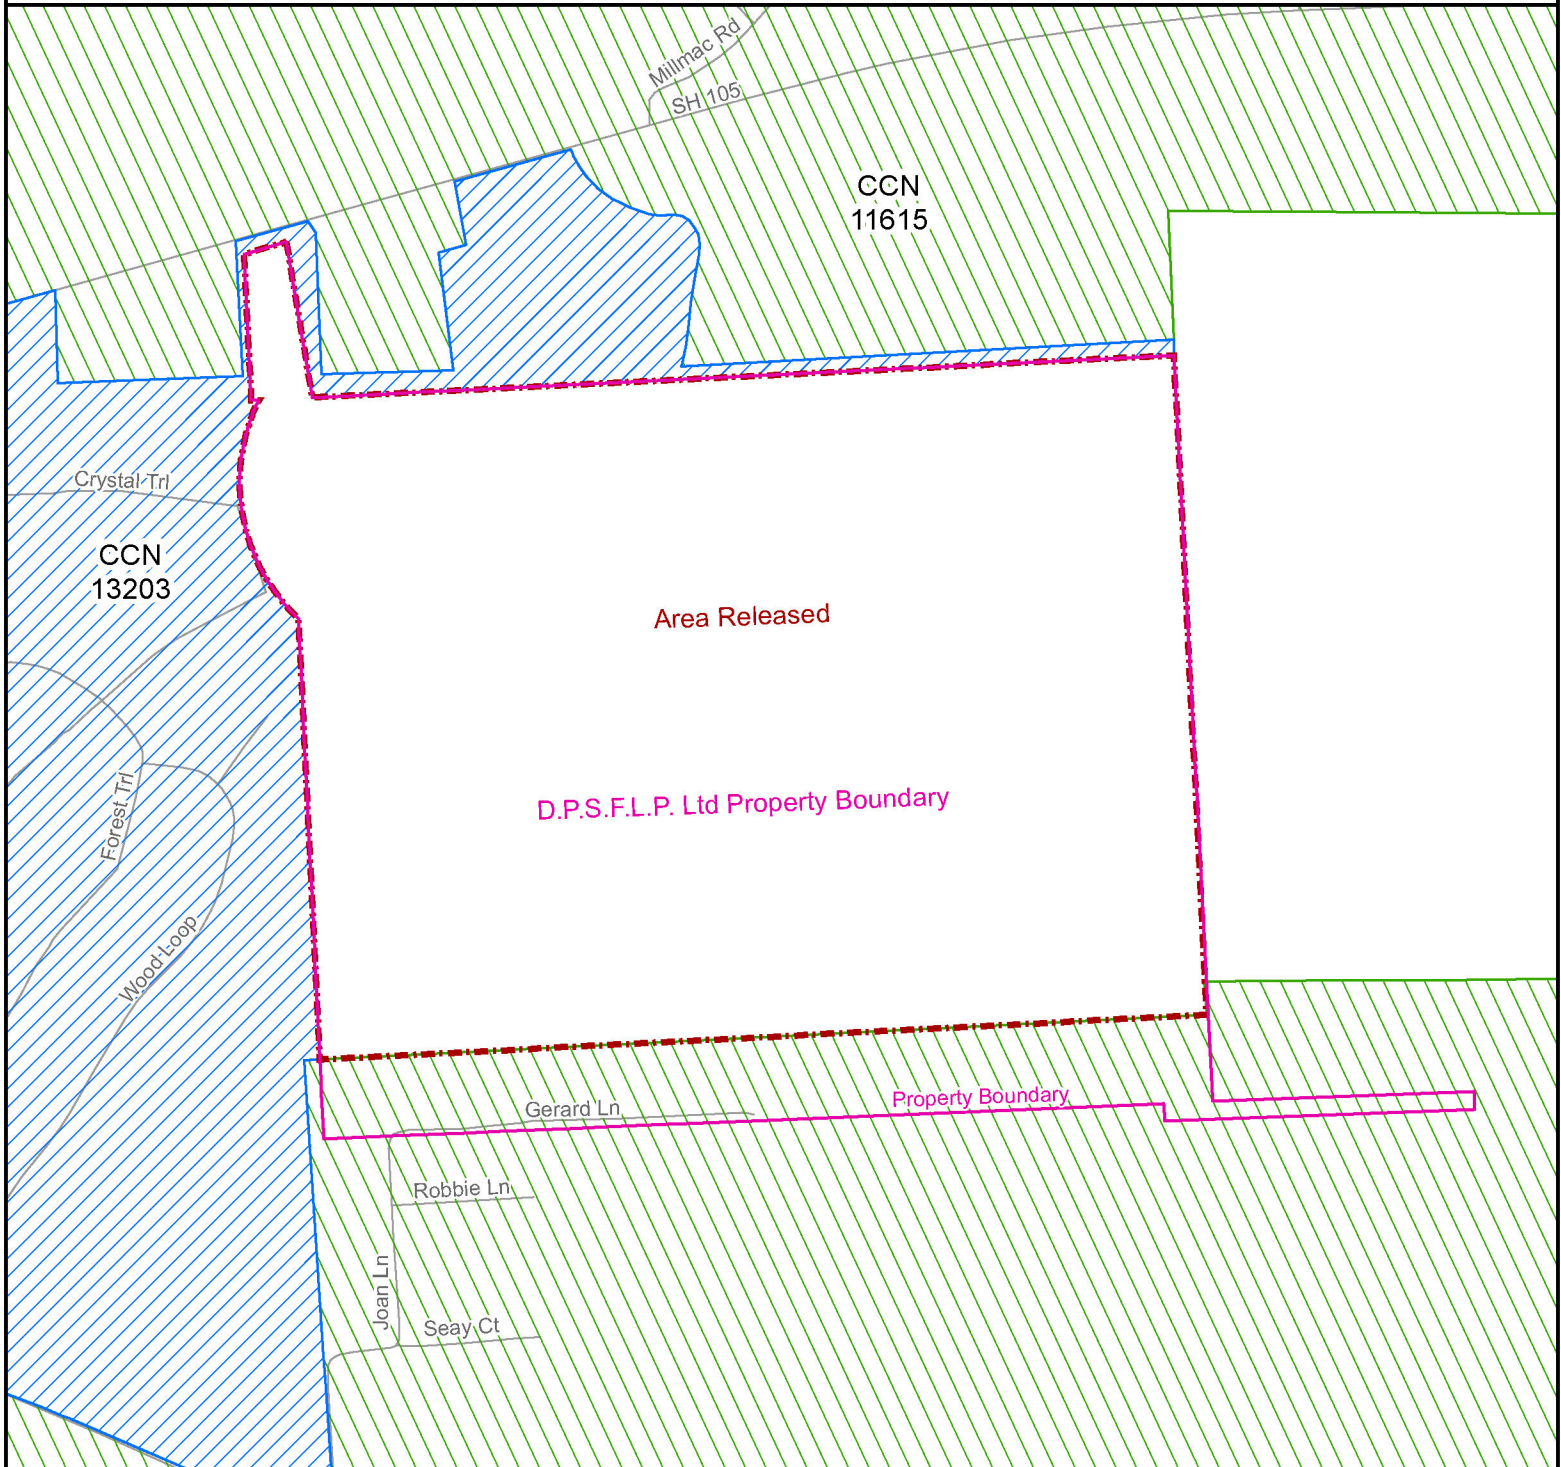 Millmac Rd
SH 105
CCN
11615
Crystal Trl
CCN
13203
Area Released
D.P.S.F.L.P. Ltd Property Boundary
Forest Trl
Wood Loop
Property Boundary
Gerard Ln
Robbie Ln
Joan Ln
Seay Ct